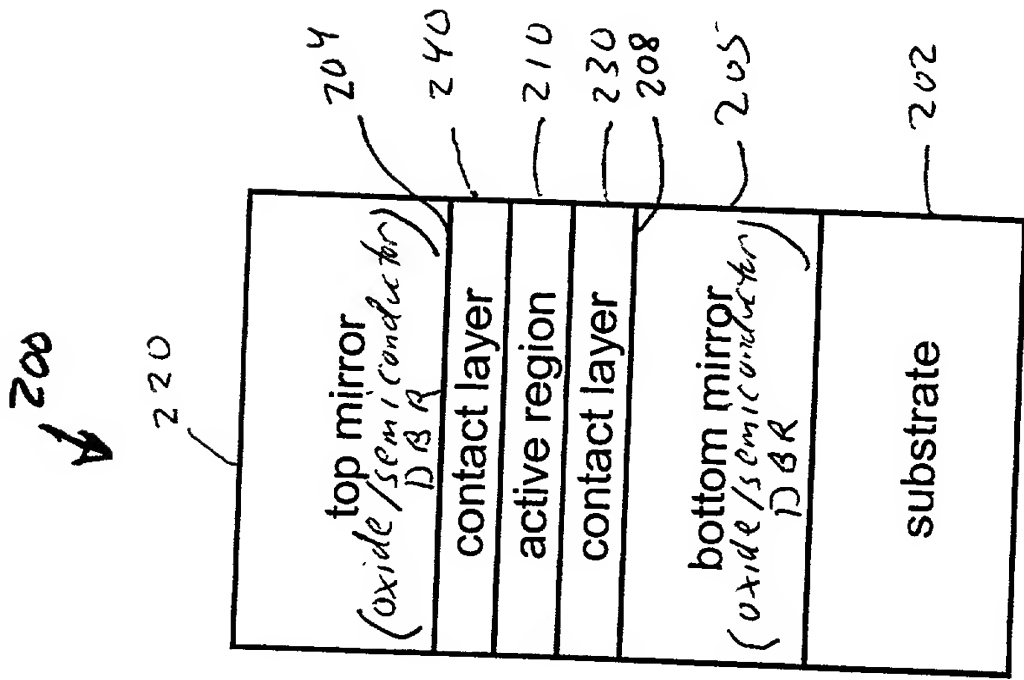 200
220
top mirror
(oxide/semiconductor)
DBR
204
contact layer
240
active region
210
contact layer
230
208
bottom mirror
(oxide/semiconductor)
DBR
205
substrate
202